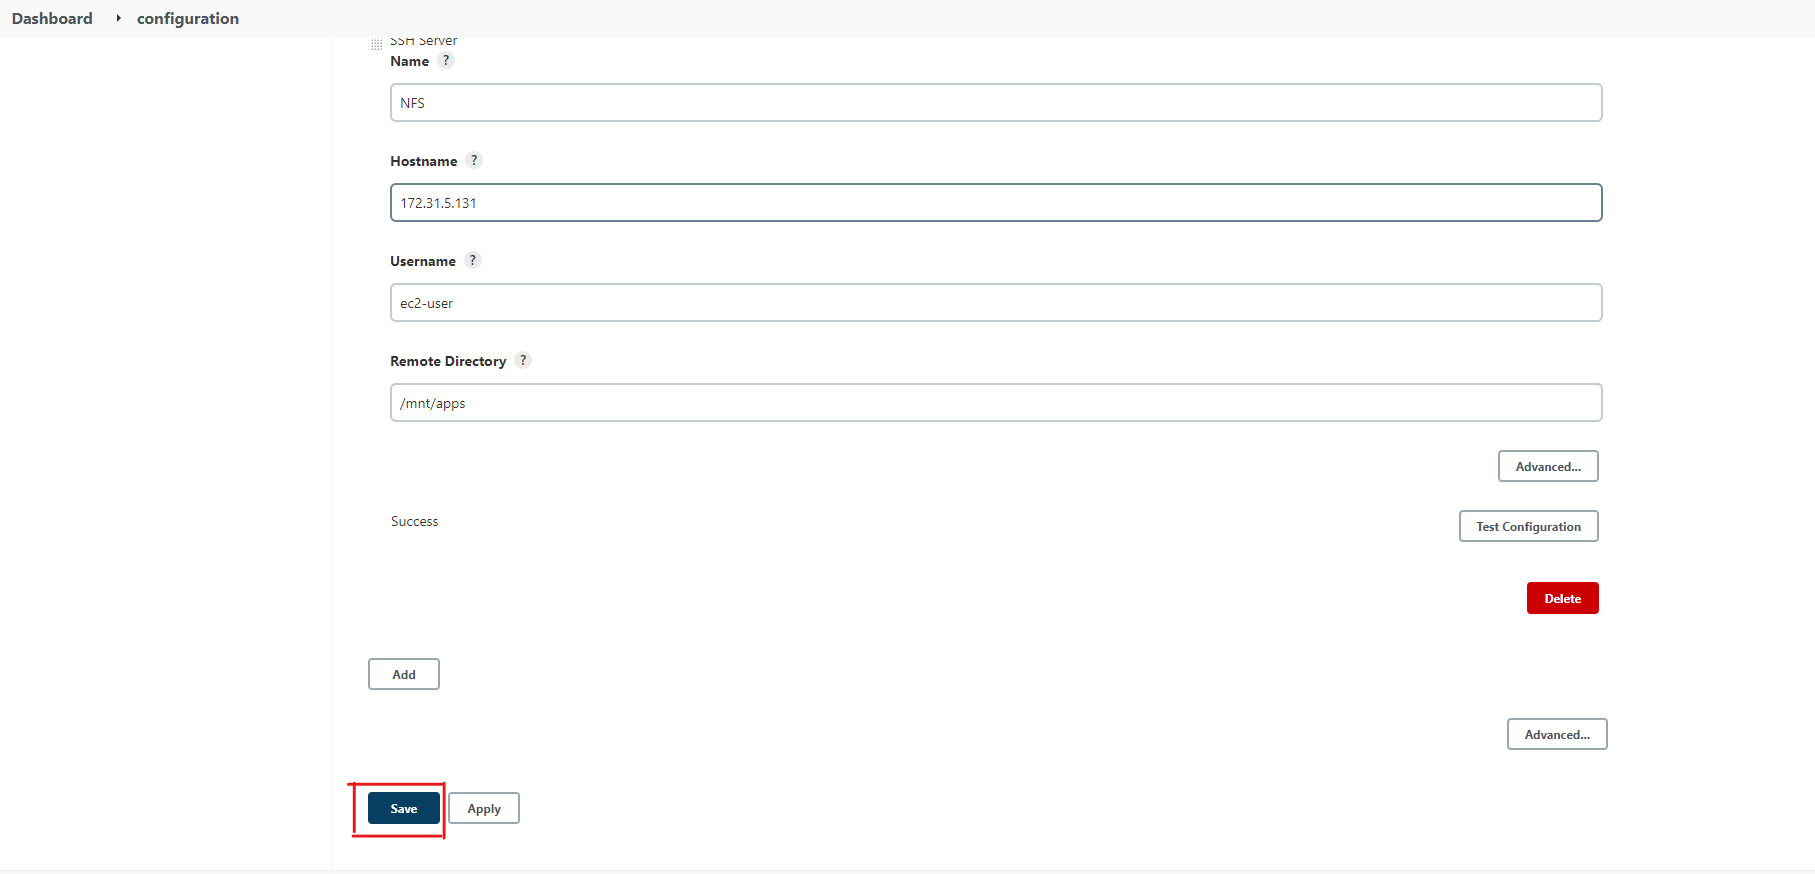 Dashboard configuration
SSH Server
Name ?
NFS
Hostname ?
172.31.5.131
Username ?
ec2-user
Remote Directory ?
/mnt/apps
Advanced...
Success
Test Configuration
Delete
Add
Advanced...
Save
Apply